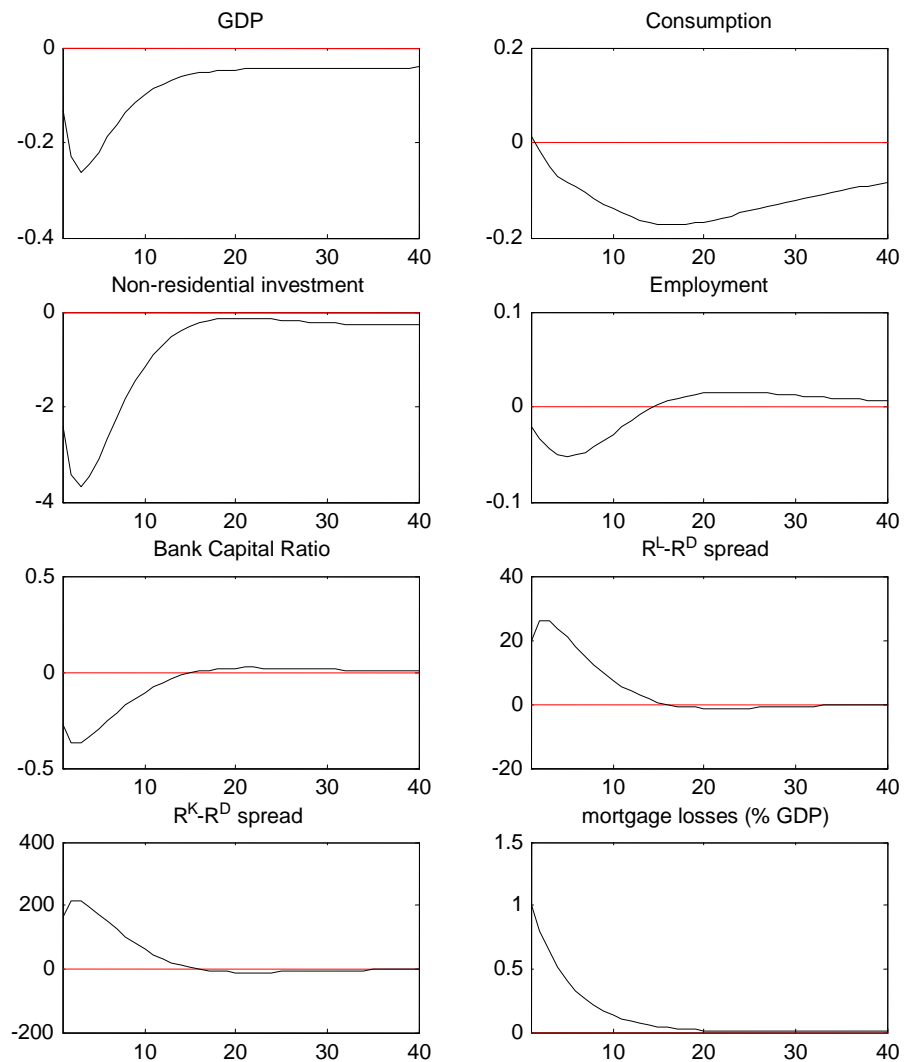 GDP
0
-0.2
-0.4
10 20 30 40
Consumption
0.2
0
-0.2
10 20 30 40
Non-residential investment
0
-2
-4
10 20 30 40
Employment
0.1
0
-0.1
10 20 30 40
Bank Capital Ratio
0.5
0
-0.5
10 20 30 40
R^L-R^D spread
40
20
0
-20
10 20 30 40
R^K-R^D spread
400
200
0
-200
10 20 30 40
mortgage losses (% GDP)
1.5
1
0.5
0
10 20 30 40